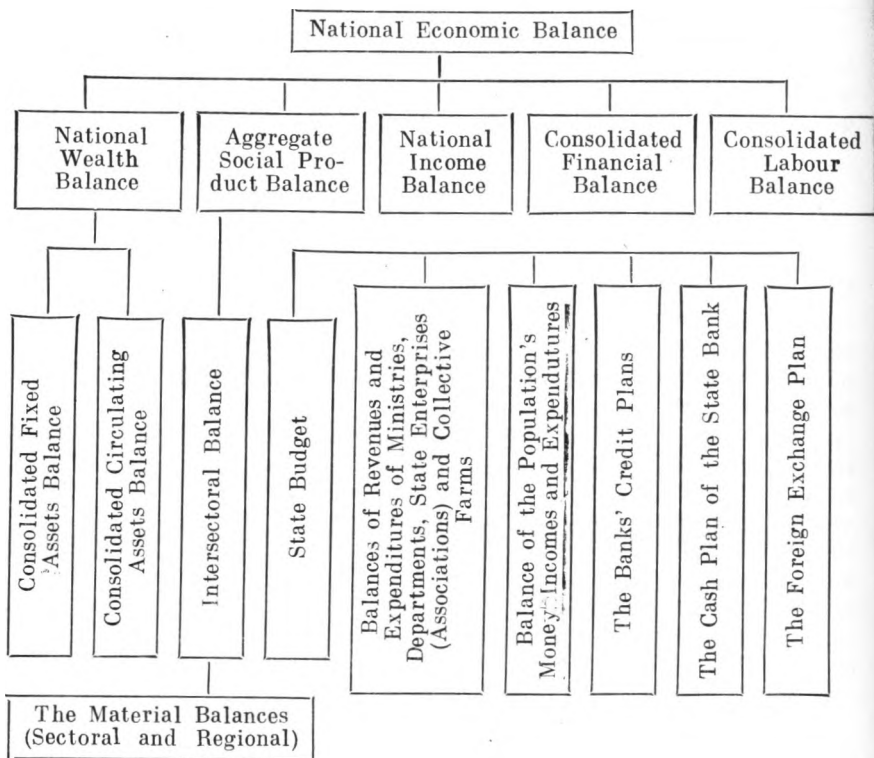 National Economic Balance
National
Wealth
Balance
Aggregate
Social Pro-
duct Balance
National
Income
Balance
Consolidated
Financial
Balance
Consolidated
Labour
Balance
Consolidated Fixed
Assets Balance
Consolidated Circulating
Assets Balance
Intersectoral Balance
State Budget
Balances of Revenues and
Expenditures of Ministries,
Departments, State Enterprises
(Associations) and Collective
Farms
Balance of the Population's
Money Incomes and Expendutures
The Banks' Credit Plans
The Cash Plan of the State Bank
The Foreign Exchange Plan
The Material Balances
(Sectoral and Regional)